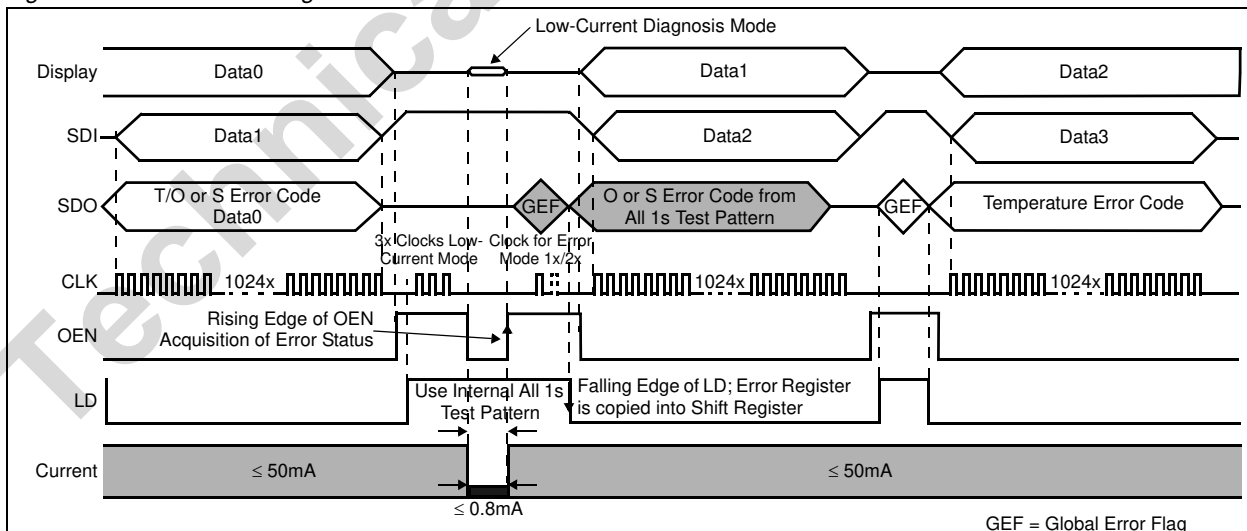 Low-Current Diagnosis Mode
Display Data0 Data1 Data2
SDI Data1 Data2 Data3
SDO T/O or S Error Code
Data0
GEF
O or S Error Code from
All 1s Test Pattern
GEF
Temperature Error Code
3x Clocks Low-
Current Mode
Clock for Error
Mode 1x/2x
CLK 1024x 1024x 1024x
OEN
Rising Edge of OEN
Acquisition of Error Status
LD
Use Internal All 1s
Test Pattern
Falling Edge of LD; Error Register
is copied into Shift Register
Current ≤ 50mA ≤ 50mA
≤ 0.8mA
GEF = Global Error Flag
Technica